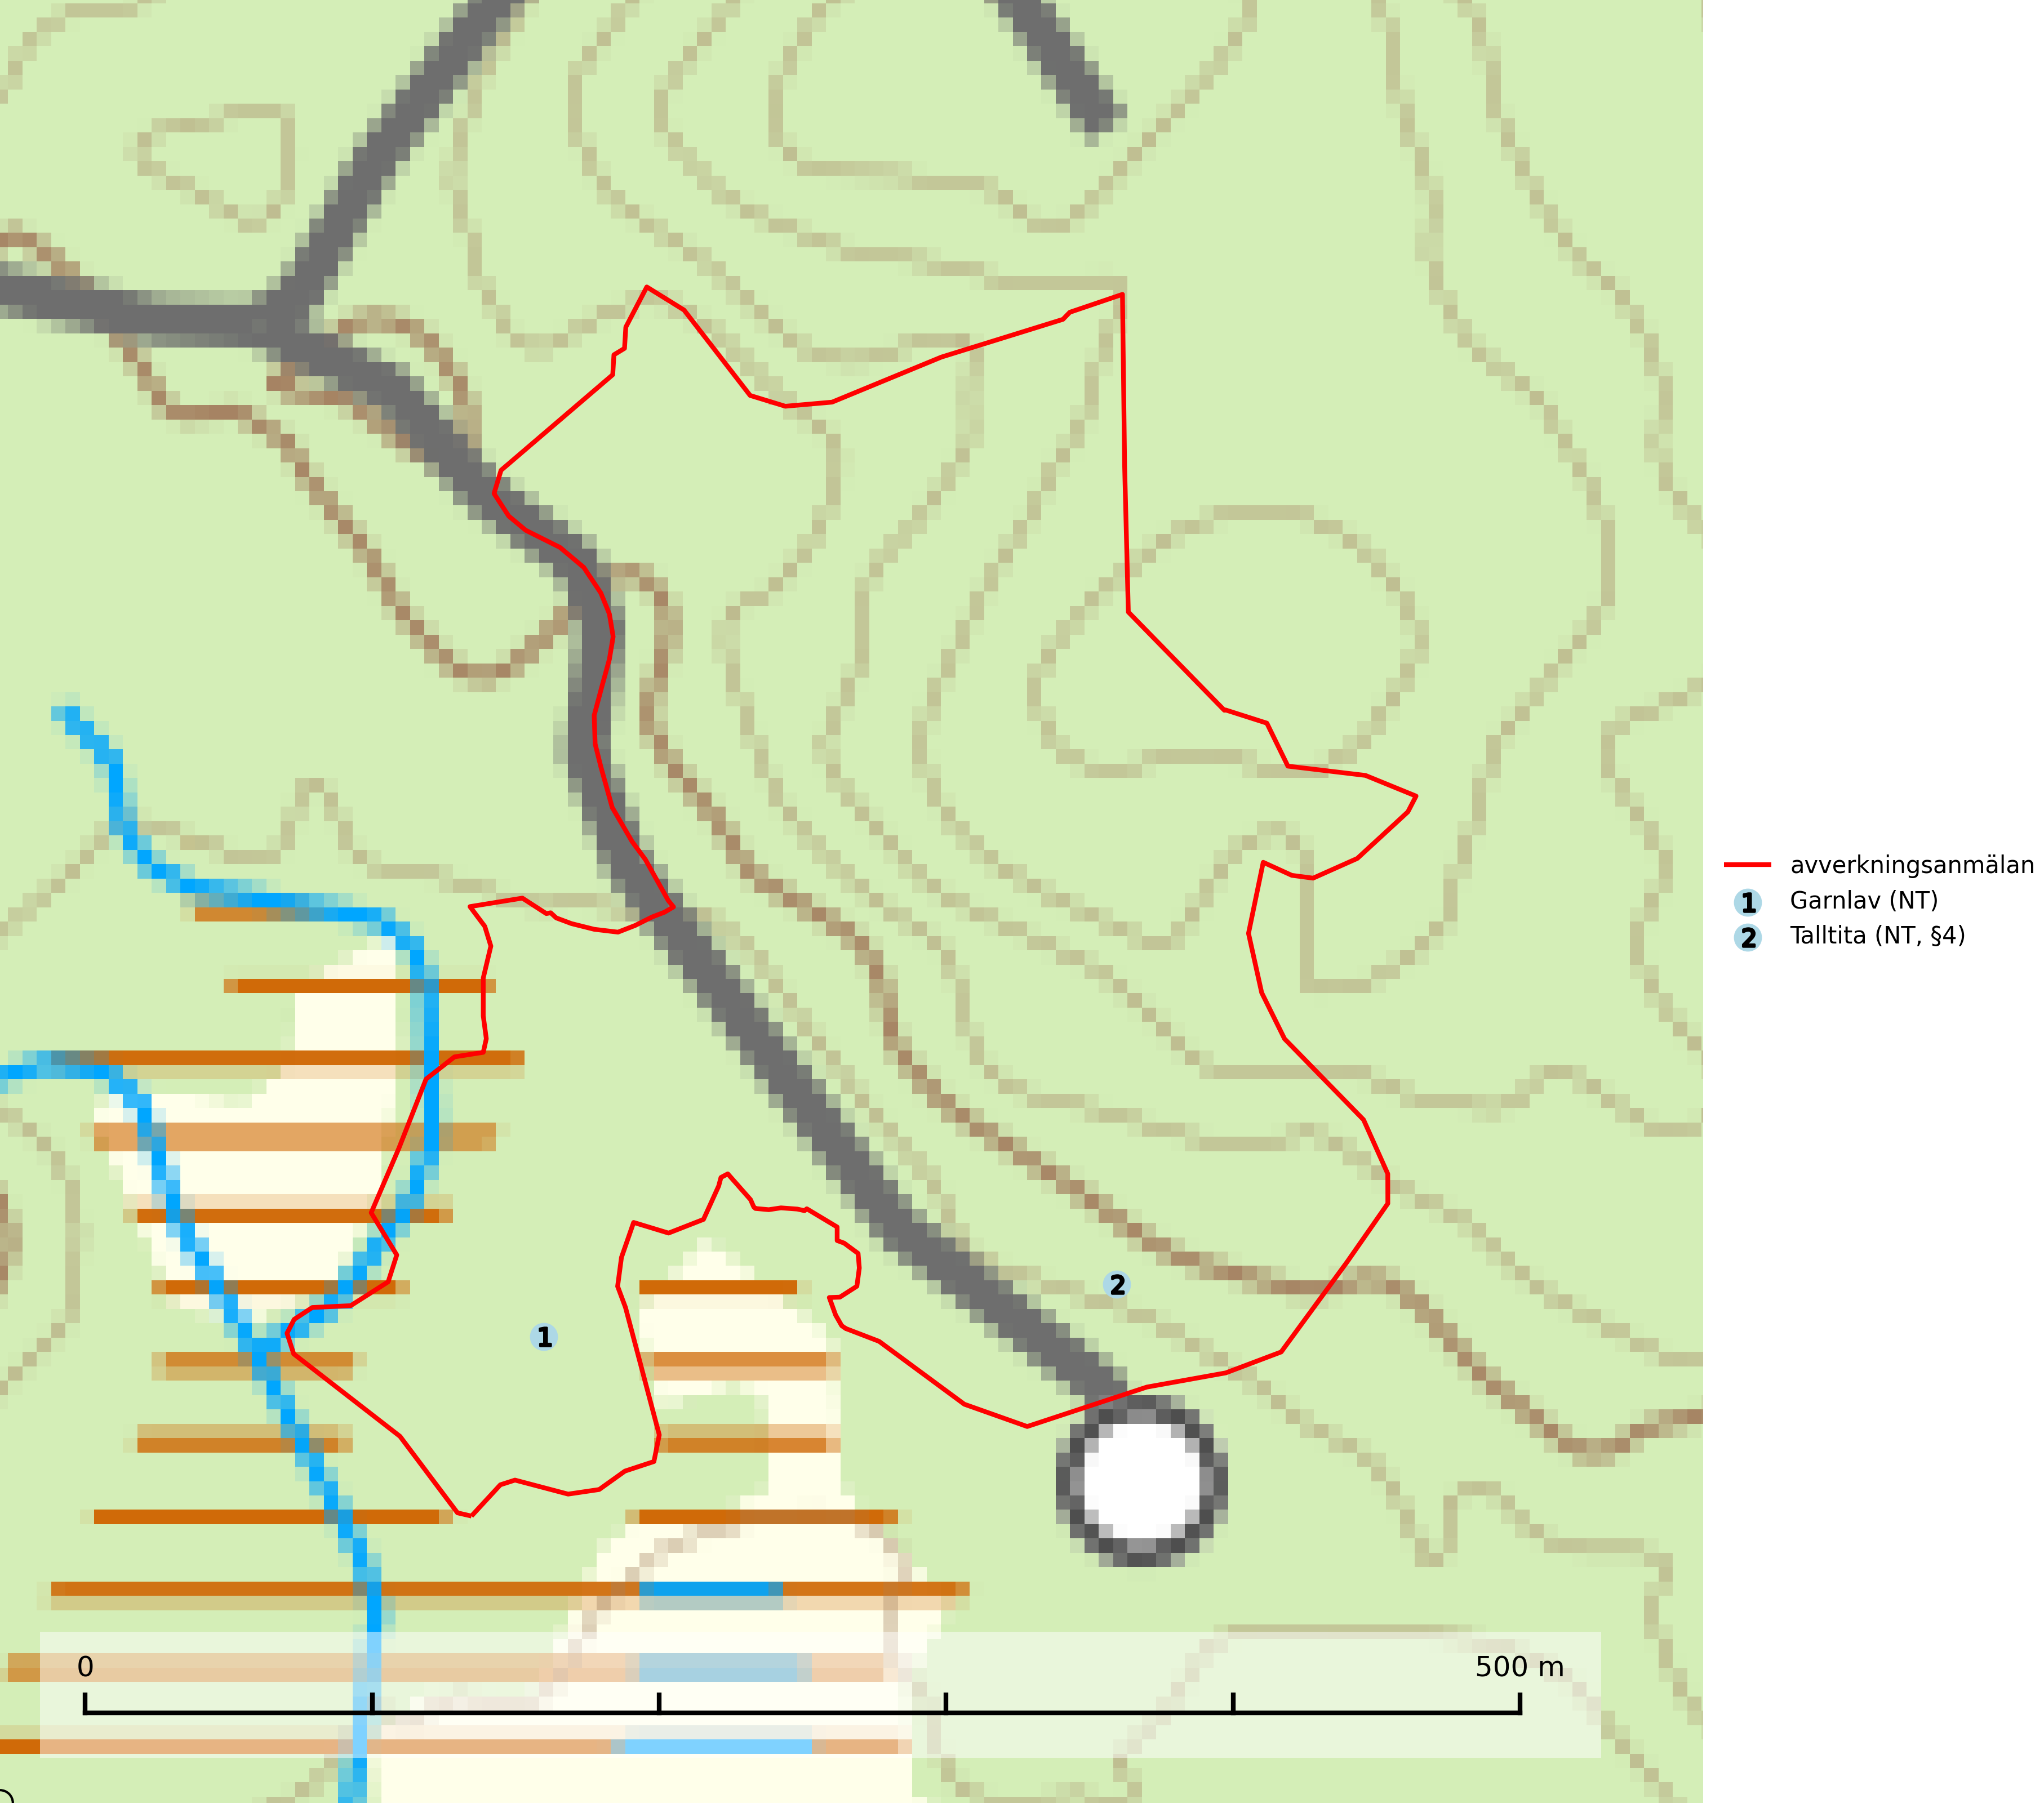 avverkningsanmälan
1 Garnlav (NT)
2 Talltita (NT, §4)
1
2
0 500 m